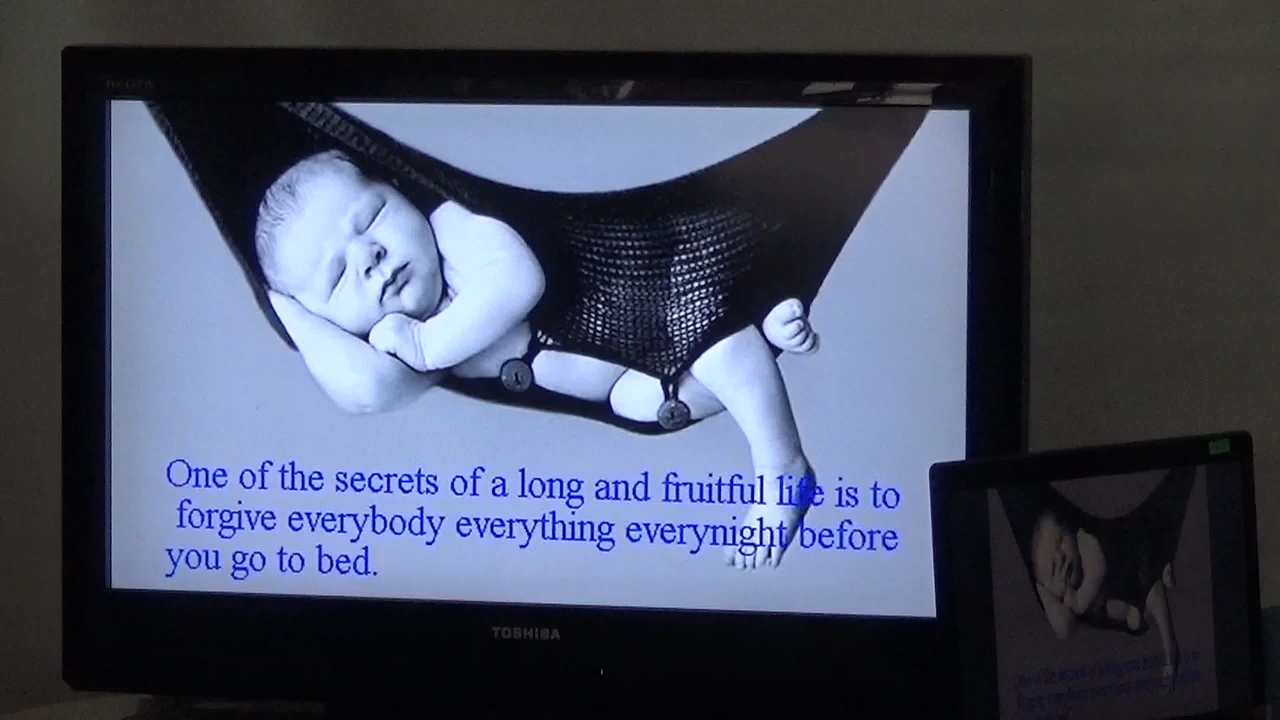 One of the secrets of a long and fruitful life is to
forgive everybody everything everynight before
you go to bed.
TOSHIBA